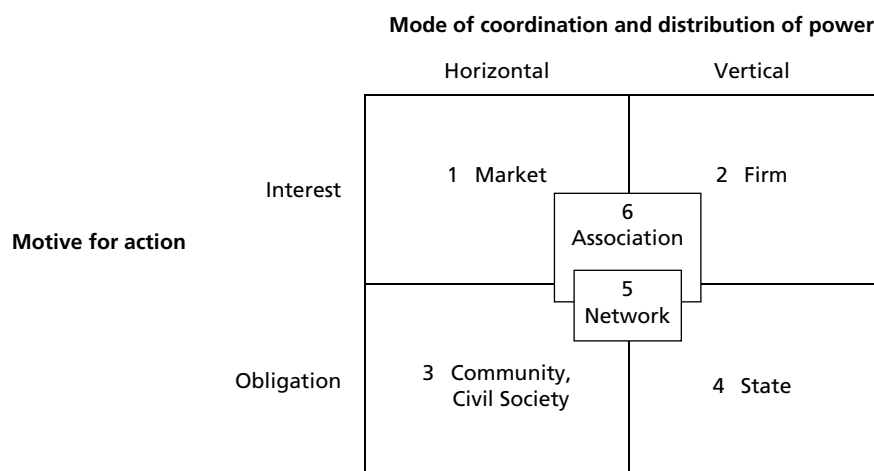 Mode of coordination and distribution of power
Horizontal Vertical
1 Market 2 Firm
Interest
6
Association
Motive for action
5
Network
3 Community,
Civil Society
Obligation
4 State